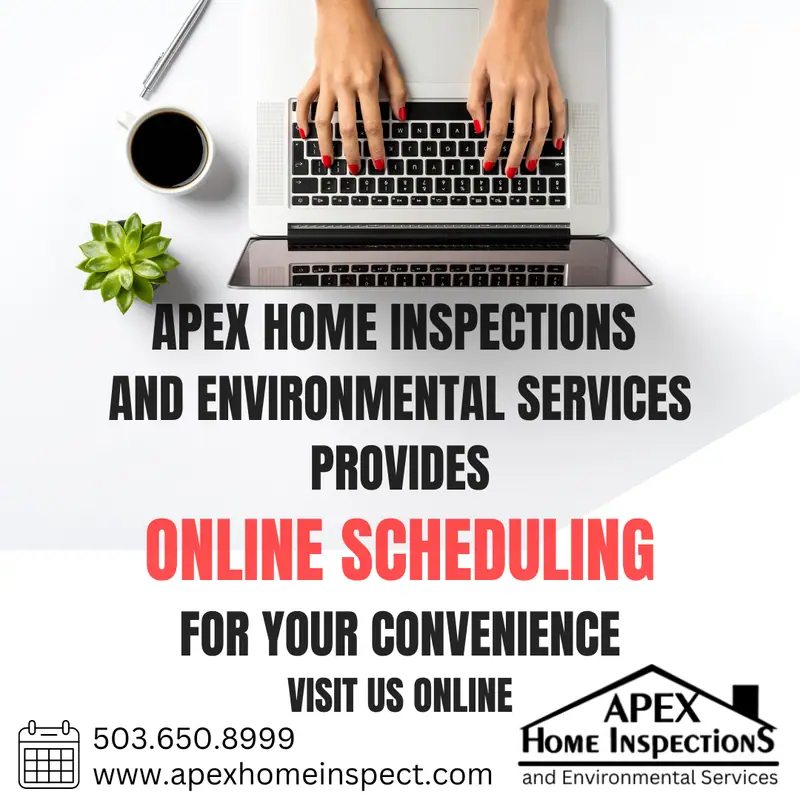 APEX HOME INSPECTIONS
AND ENVIRONMENTAL SERVICES
PROVIDES
ONLINE SCHEDULING
FOR YOUR CONVENIENCE
VISIT US ONLINE
503.650.8999
www.apexhomeinspect.com
APEX
HOME INSPECTIONS
and Environmental Services